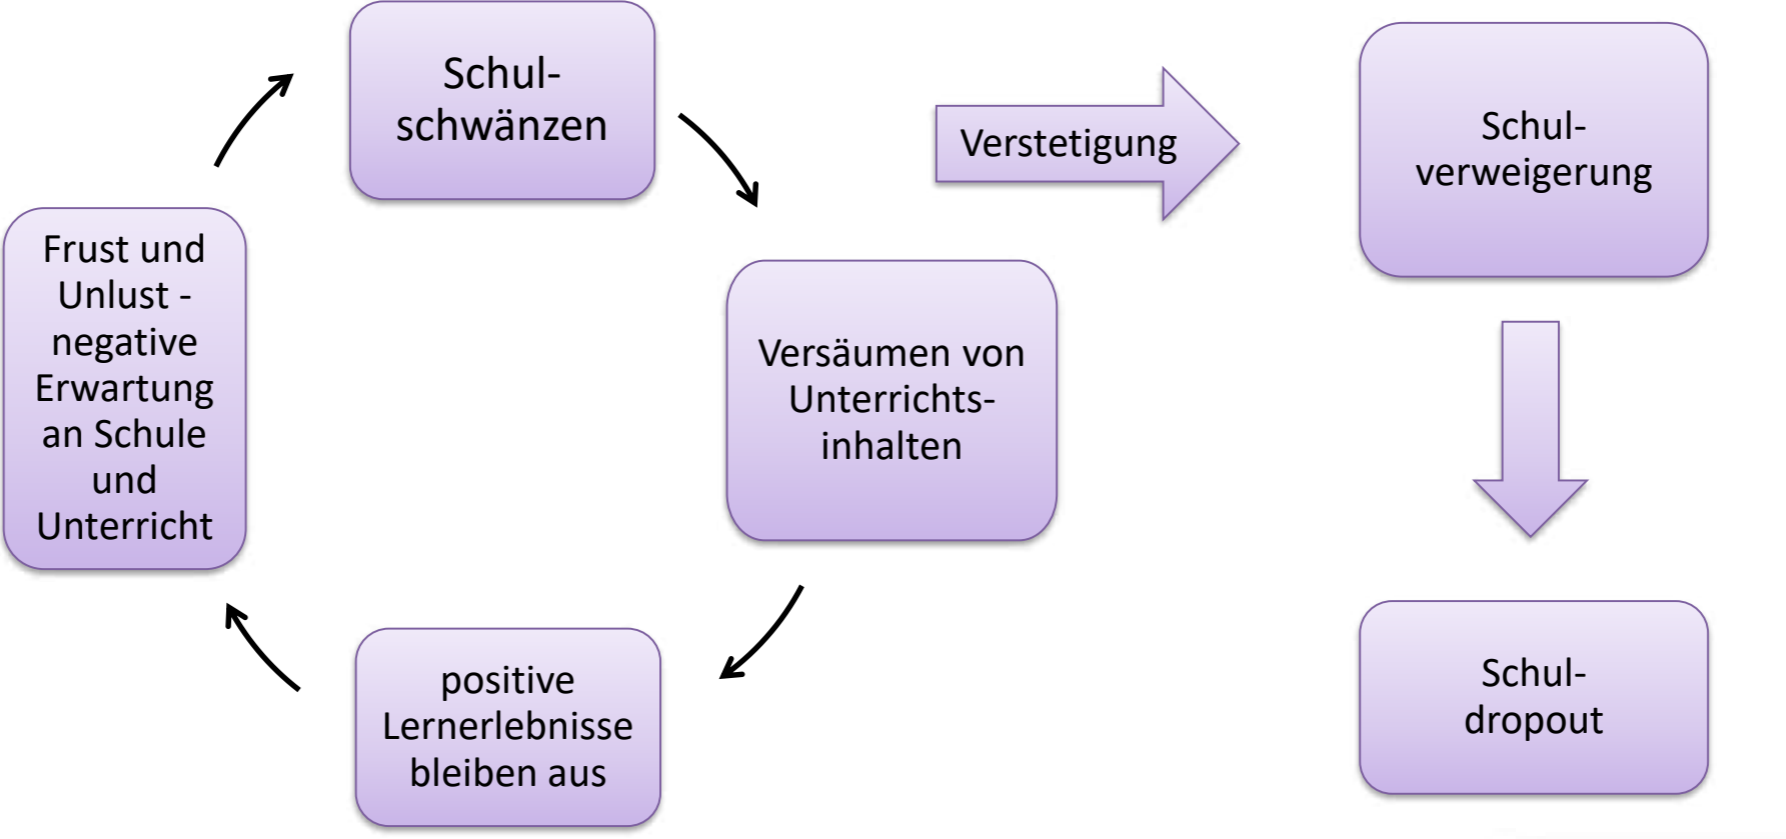 Schul-
schwänzen
Versäumen von
Unterrichts-
inhalten
positive
Lernerlebnisse
bleiben aus
Frust und
Unlust -
negative
Erwartung
an Schule
und
Unterricht
Verstetigung
Schul-
verweigerung
Schul-
dropout